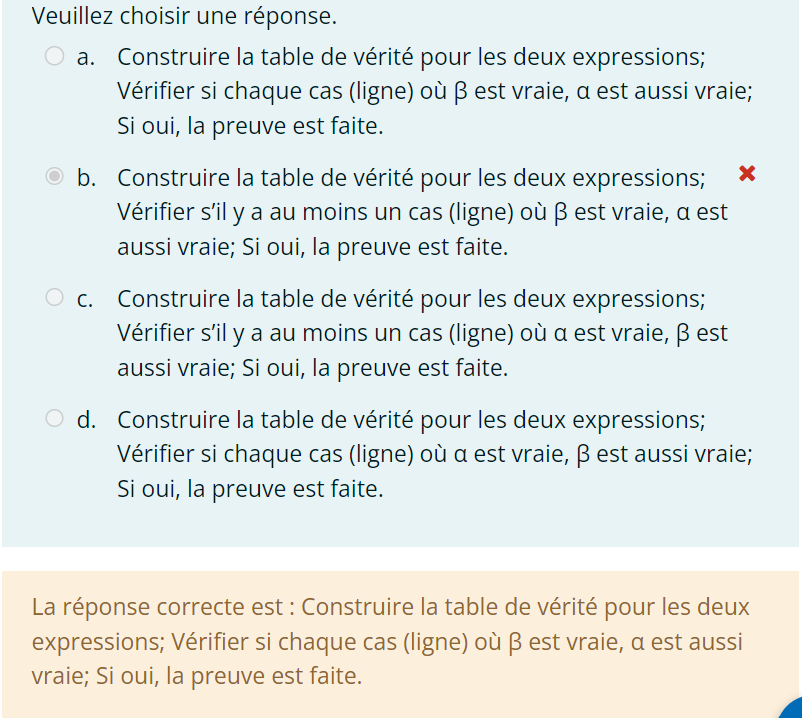 Veuillez choisir une réponse.
a. Construire la table de vérité pour les deux expressions;
Vérifier si chaque cas (ligne) où β est vraie, α est aussi vraie;
Si oui, la preuve est faite.
b. Construire la table de vérité pour les deux expressions;
Vérifier s’il y a au moins un cas (ligne) où β est vraie, α est
aussi vraie; Si oui, la preuve est faite.
c. Construire la table de vérité pour les deux expressions;
Vérifier s’il y a au moins un cas (ligne) où α est vraie, β est
aussi vraie; Si oui, la preuve est faite.
d. Construire la table de vérité pour les deux expressions;
Vérifier si chaque cas (ligne) où α est vraie, β est aussi vraie;
Si oui, la preuve est faite.
La réponse correcte est : Construire la table de vérité pour les deux
expressions; Vérifier si chaque cas (ligne) où β est vraie, α est aussi
vraie; Si oui, la preuve est faite.